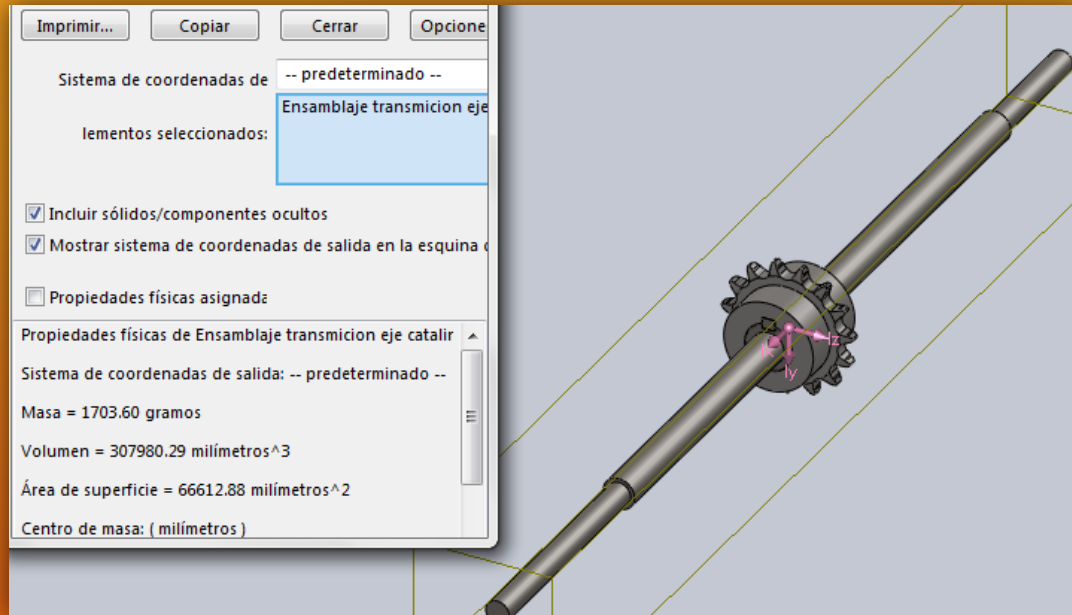 Imprimir...
Copiar
Cerrar
Opcione
Sistema de coordenadas de
-- predeterminado --
lementos seleccionados:
Ensamblaje transmicion eje
Incluir sólidos/componentes ocultos
Mostrar sistema de coordenadas de salida en la esquina
Propiedades físicas asignada
Propiedades físicas de Ensamblaje transmicion eje catalir
Sistema de coordenadas de salida: -- predeterminado --
Masa = 1703.60 gramos
Volumen = 307980.29 milímetros^3
Área de superficie = 66612.88 milímetros^2
Centro de masa: ( milímetros )
Iz
Ix
Iy